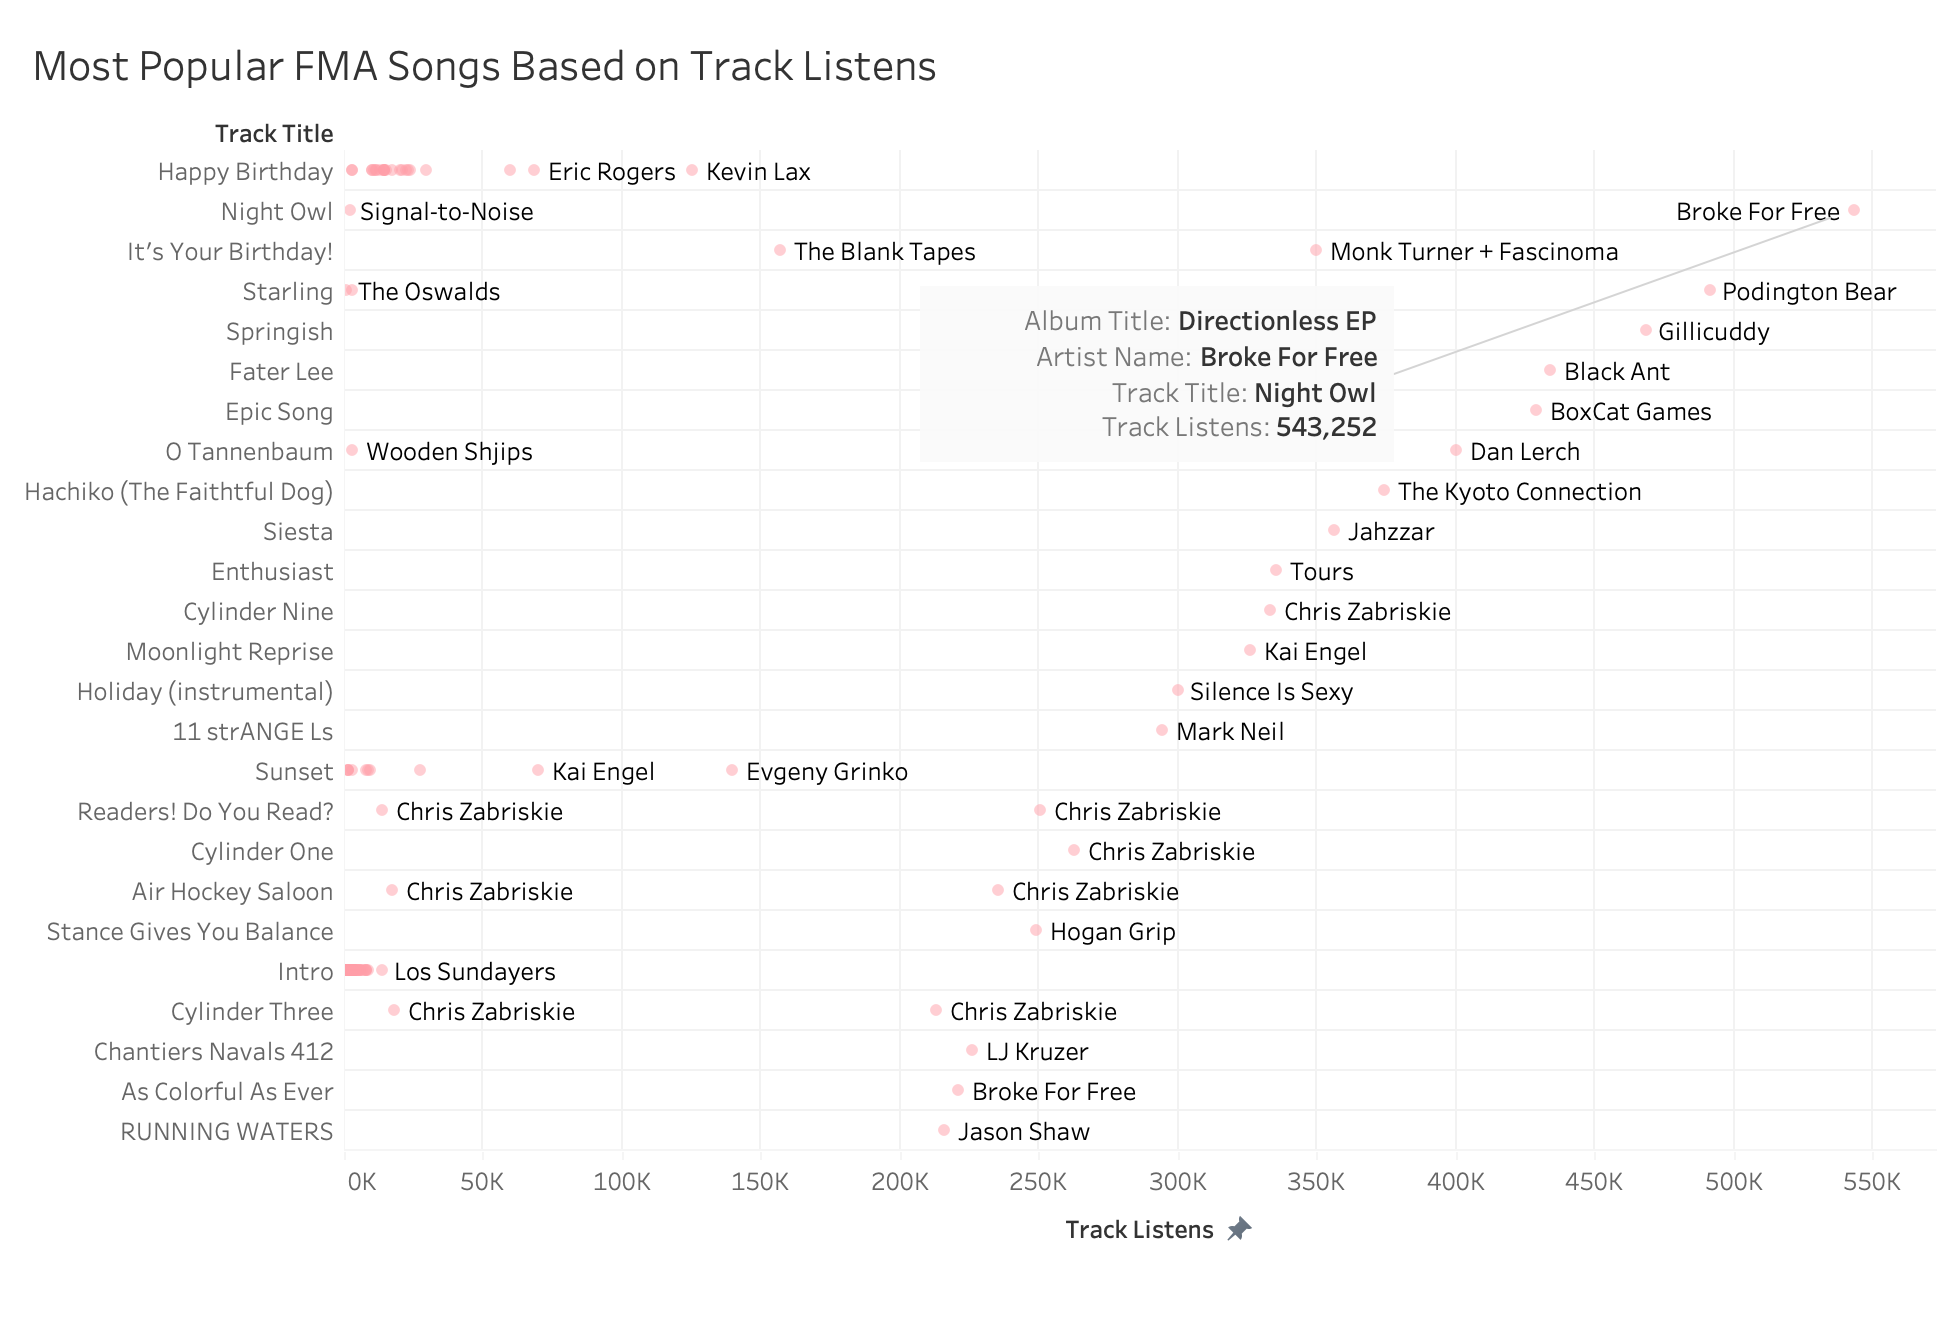 Most Popular FMA Songs Based on Track Listens
Track Title
Happy Birthday Eric Rogers Kevin Lax
Night Owl Signal-to-Noise Broke For Free
It's Your Birthday! The Blank Tapes Monk Turner + Fascinoma
Starling The Oswalds Podington Bear
Album Title: Directionless EP
Artist Name: Broke For Free
Track Title: Night Owl
Track Listens: 543,252
Springish Gillicuddy
Fater Lee Black Ant
Epic Song BoxCat Games
O Tannenbaum Wooden Shjips Dan Lerch
Hachiko (The Faithtful Dog) The Kyoto Connection
Siesta Jahzzar
Enthusiast Tours
Cylinder Nine Chris Zabriskie
Moonlight Reprise Kai Engel
Holiday (instrumental) Silence Is Sexy
11 strANGE Ls Mark Neil
Sunset Kai Engel Evgeny Grinko
Readers! Do You Read? Chris Zabriskie Chris Zabriskie
Cylinder One Chris Zabriskie
Air Hockey Saloon Chris Zabriskie Chris Zabriskie
Stance Gives You Balance Hogan Grip
Intro Los Sundayers
Cylinder Three Chris Zabriskie Chris Zabriskie
Chantiers Navals 412 LJ Kruzer
As Colorful As Ever Broke For Free
RUNNING WATERS Jason Shaw
0K 50K 100K 150K 200K 250K 300K 350K 400K 450K 500K 550K
Track Listens